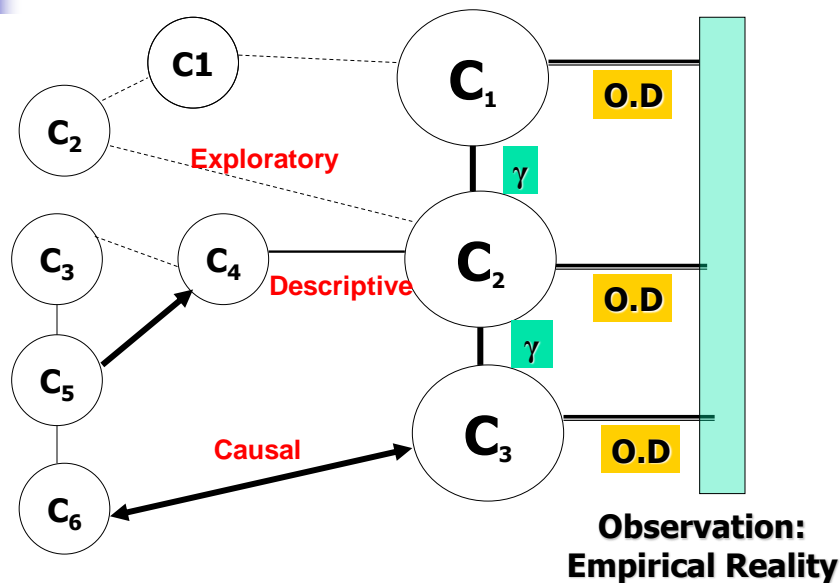 C1
C₁
O.D
C₂
Exploratory
γ
C₃
C₄
C₂
Descriptive
O.D
γ
C₅
C₃
Causal
O.D
C₆
Observation:
Empirical Reality